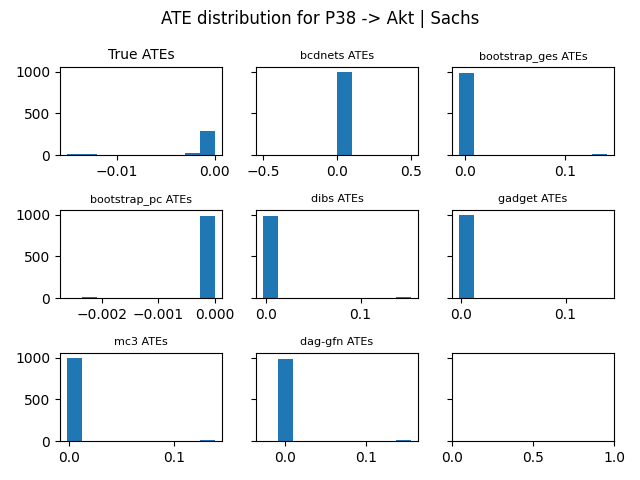 ATE distribution for P38 -> Akt | Sachs
True ATEs
bcdnets ATEs
bootstrap_ges ATEs
1000
500
0
−0.01 0.00
−0.5 0.0 0.5
0.0 0.1
bootstrap_pc ATEs
dibs ATEs
gadget ATEs
1000
500
0
−0.002 −0.001 0.000
0.0 0.1
0.0 0.1
mc3 ATEs
dag-gfn ATEs
1000
500
0
0.0 0.1
0.0 0.1
0.0 0.5 1.0